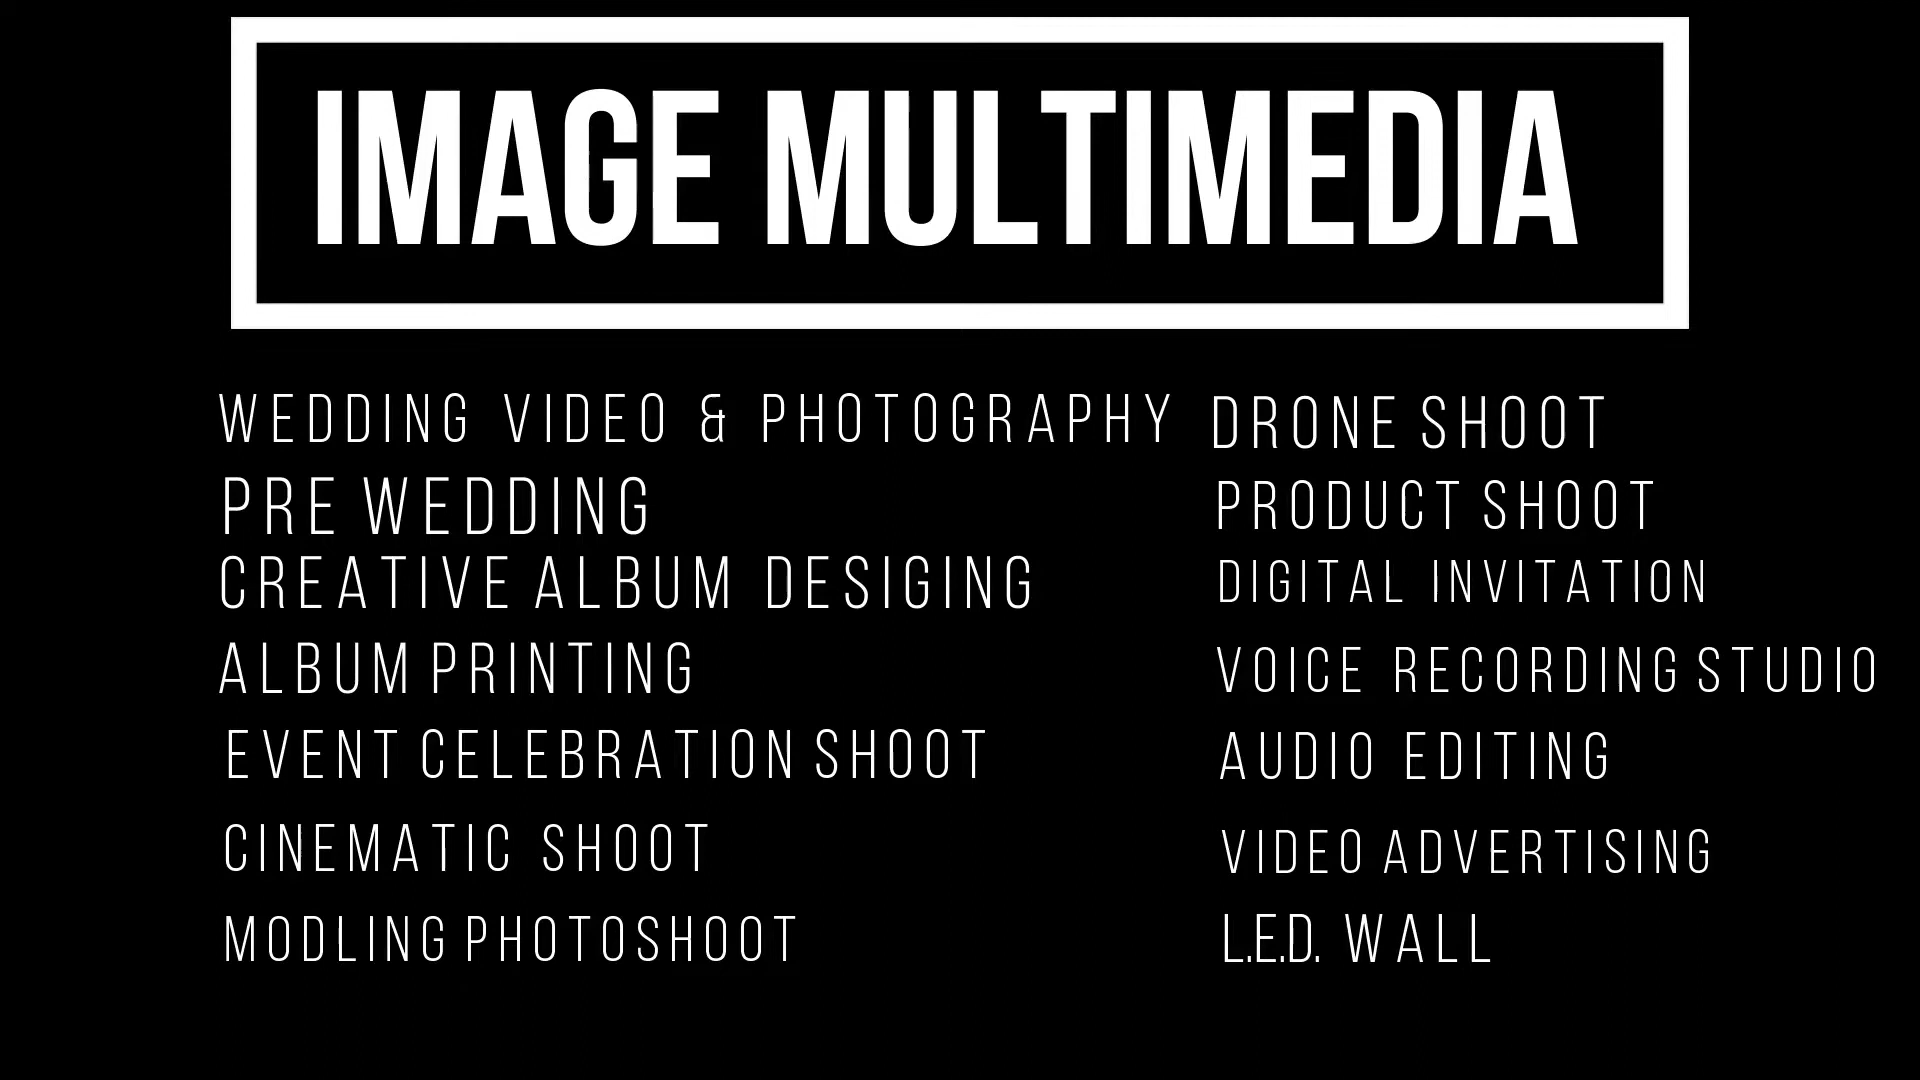 IMAGE MULTIMEDIA
WEDDING VIDEO & PHOTOGRAPHY
PRE WEDDING
CREATIVE ALBUM DESIGING
ALBUM PRINTING
EVENT CELEBRATION SHOOT
CINEMATIC SHOOT
MODLING PHOTOSHOOT
DRONE SHOOT
PRODUCT SHOOT
DIGITAL INVITATION
VOICE RECORDING STUDIO
AUDIO EDITING
VIDEO ADVERTISING
L.E.D. WALL